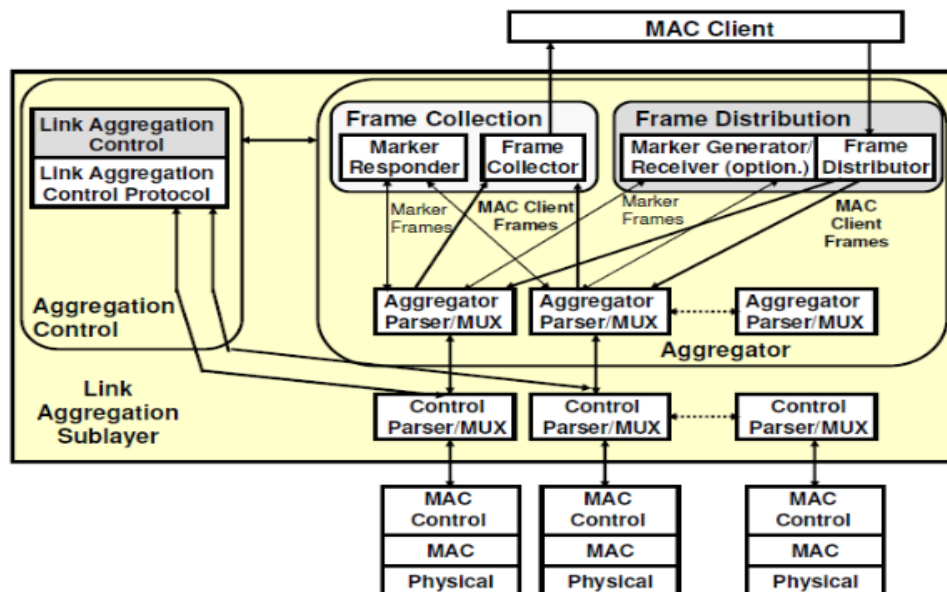 MAC Client
Link Aggregation
Control
Link Aggregation
Control Protocol
Aggregation
Control
Link
Aggregation
Sublayer
Frame Collection
Marker
Responder
Frame
Collector
Frame Distribution
Marker Generator/
Receiver (option.)
Frame
Distributor
Marker
Frames
MAC Client
Frames
Marker
Frames
MAC
Client
Frames
Aggregator
Parser/MUX
Aggregator
Parser/MUX
Aggregator
Parser/MUX
Aggregator
Control
Parser/MUX
Control
Parser/MUX
Control
Parser/MUX
MAC
Control
MAC
Physical
MAC
Control
MAC
Physical
MAC
Control
MAC
Physical